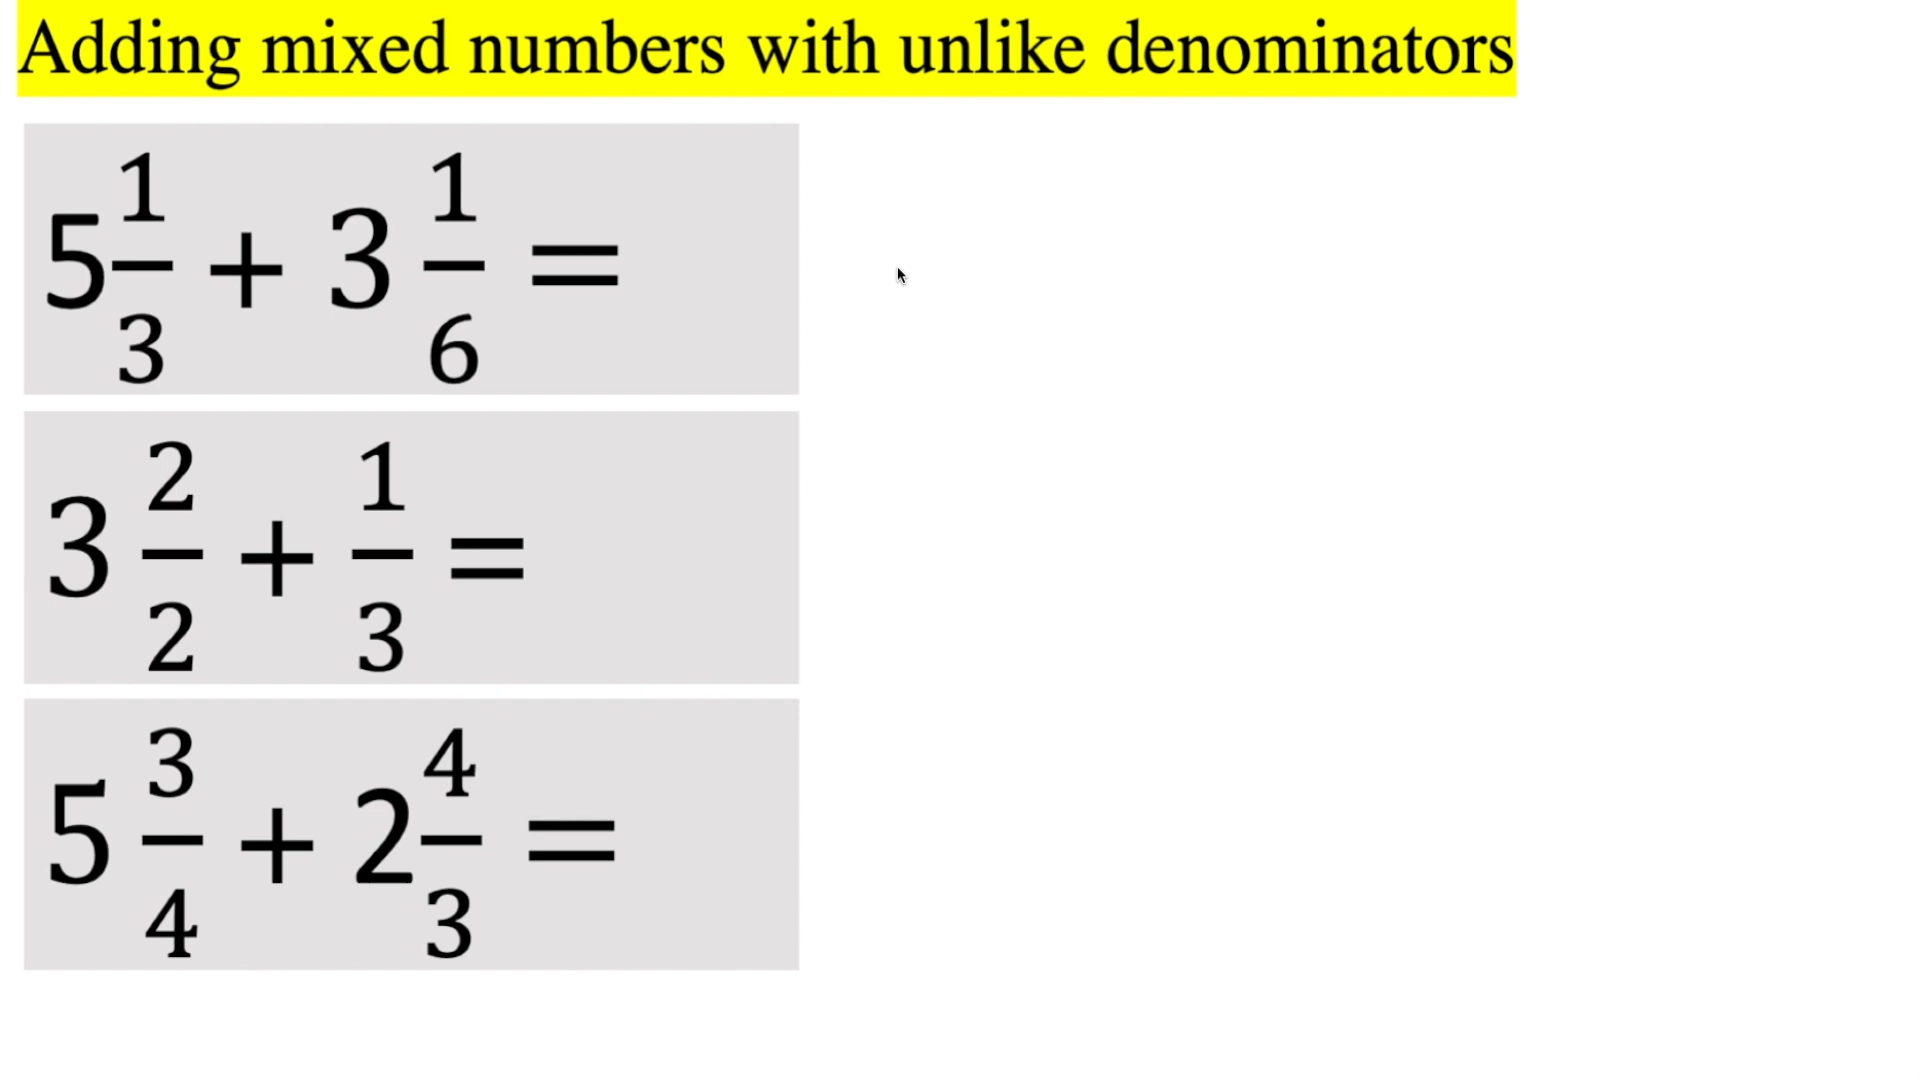 Adding mixed numbers with unlike denominators
5 1/3 + 3 1/6 =
3 2/2 + 1/3 =
5 3/4 + 2 4/3 =